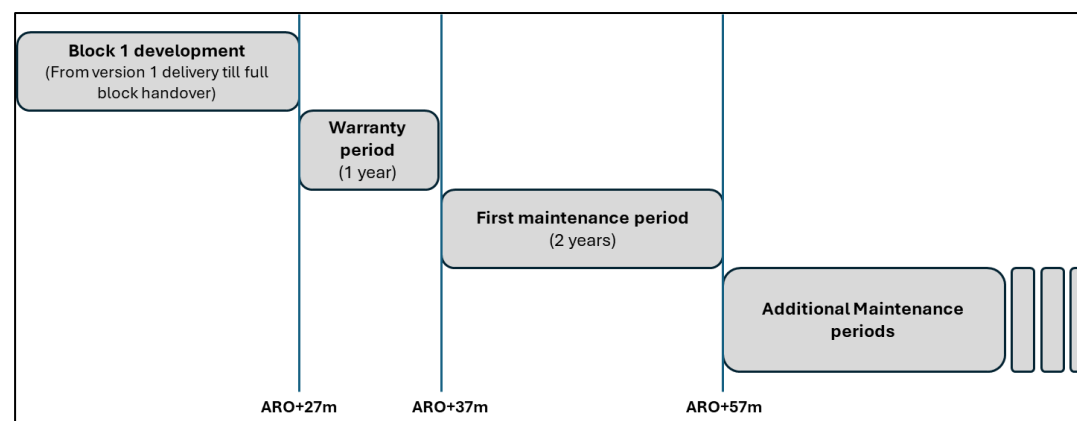 Block 1 development
(From version 1 delivery till full
block handover)
Warranty
period
(1 year)
First maintenance period
(2 years)
Additional Maintenance
periods
ARO+27m
ARO+37m
ARO+57m